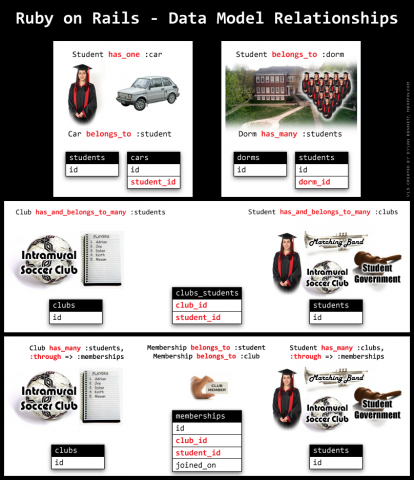 Ruby on Rails - Data Model Relationships
Student has_one :car
Car belongs_to :student
students
id
cars
id
student_id
Student belongs_to :dorm
Dorm has_many :students
dorms
id
students
id
dorm_id
Club has_and_belongs_to_many :students
PLAYERS
Intramural
Soccer Club
clubs
id
clubs_students
club_id
student_id
Student has_and_belongs_to_many :clubs
Marching Band
Intramural
Soccer Club
Student
Government
students
id
Club has_many :students,
:through => :memberships
PLAYERS
Intramural
Soccer Club
clubs
id
Membership belongs_to :student
Membership belongs_to :club
CLUB
MEMBER
memberships
id
club_id
student_id
joined_on
Student has_many :clubs,
:through => :memberships
Marching Band
Intramural
Soccer Club
Student
Government
students
id